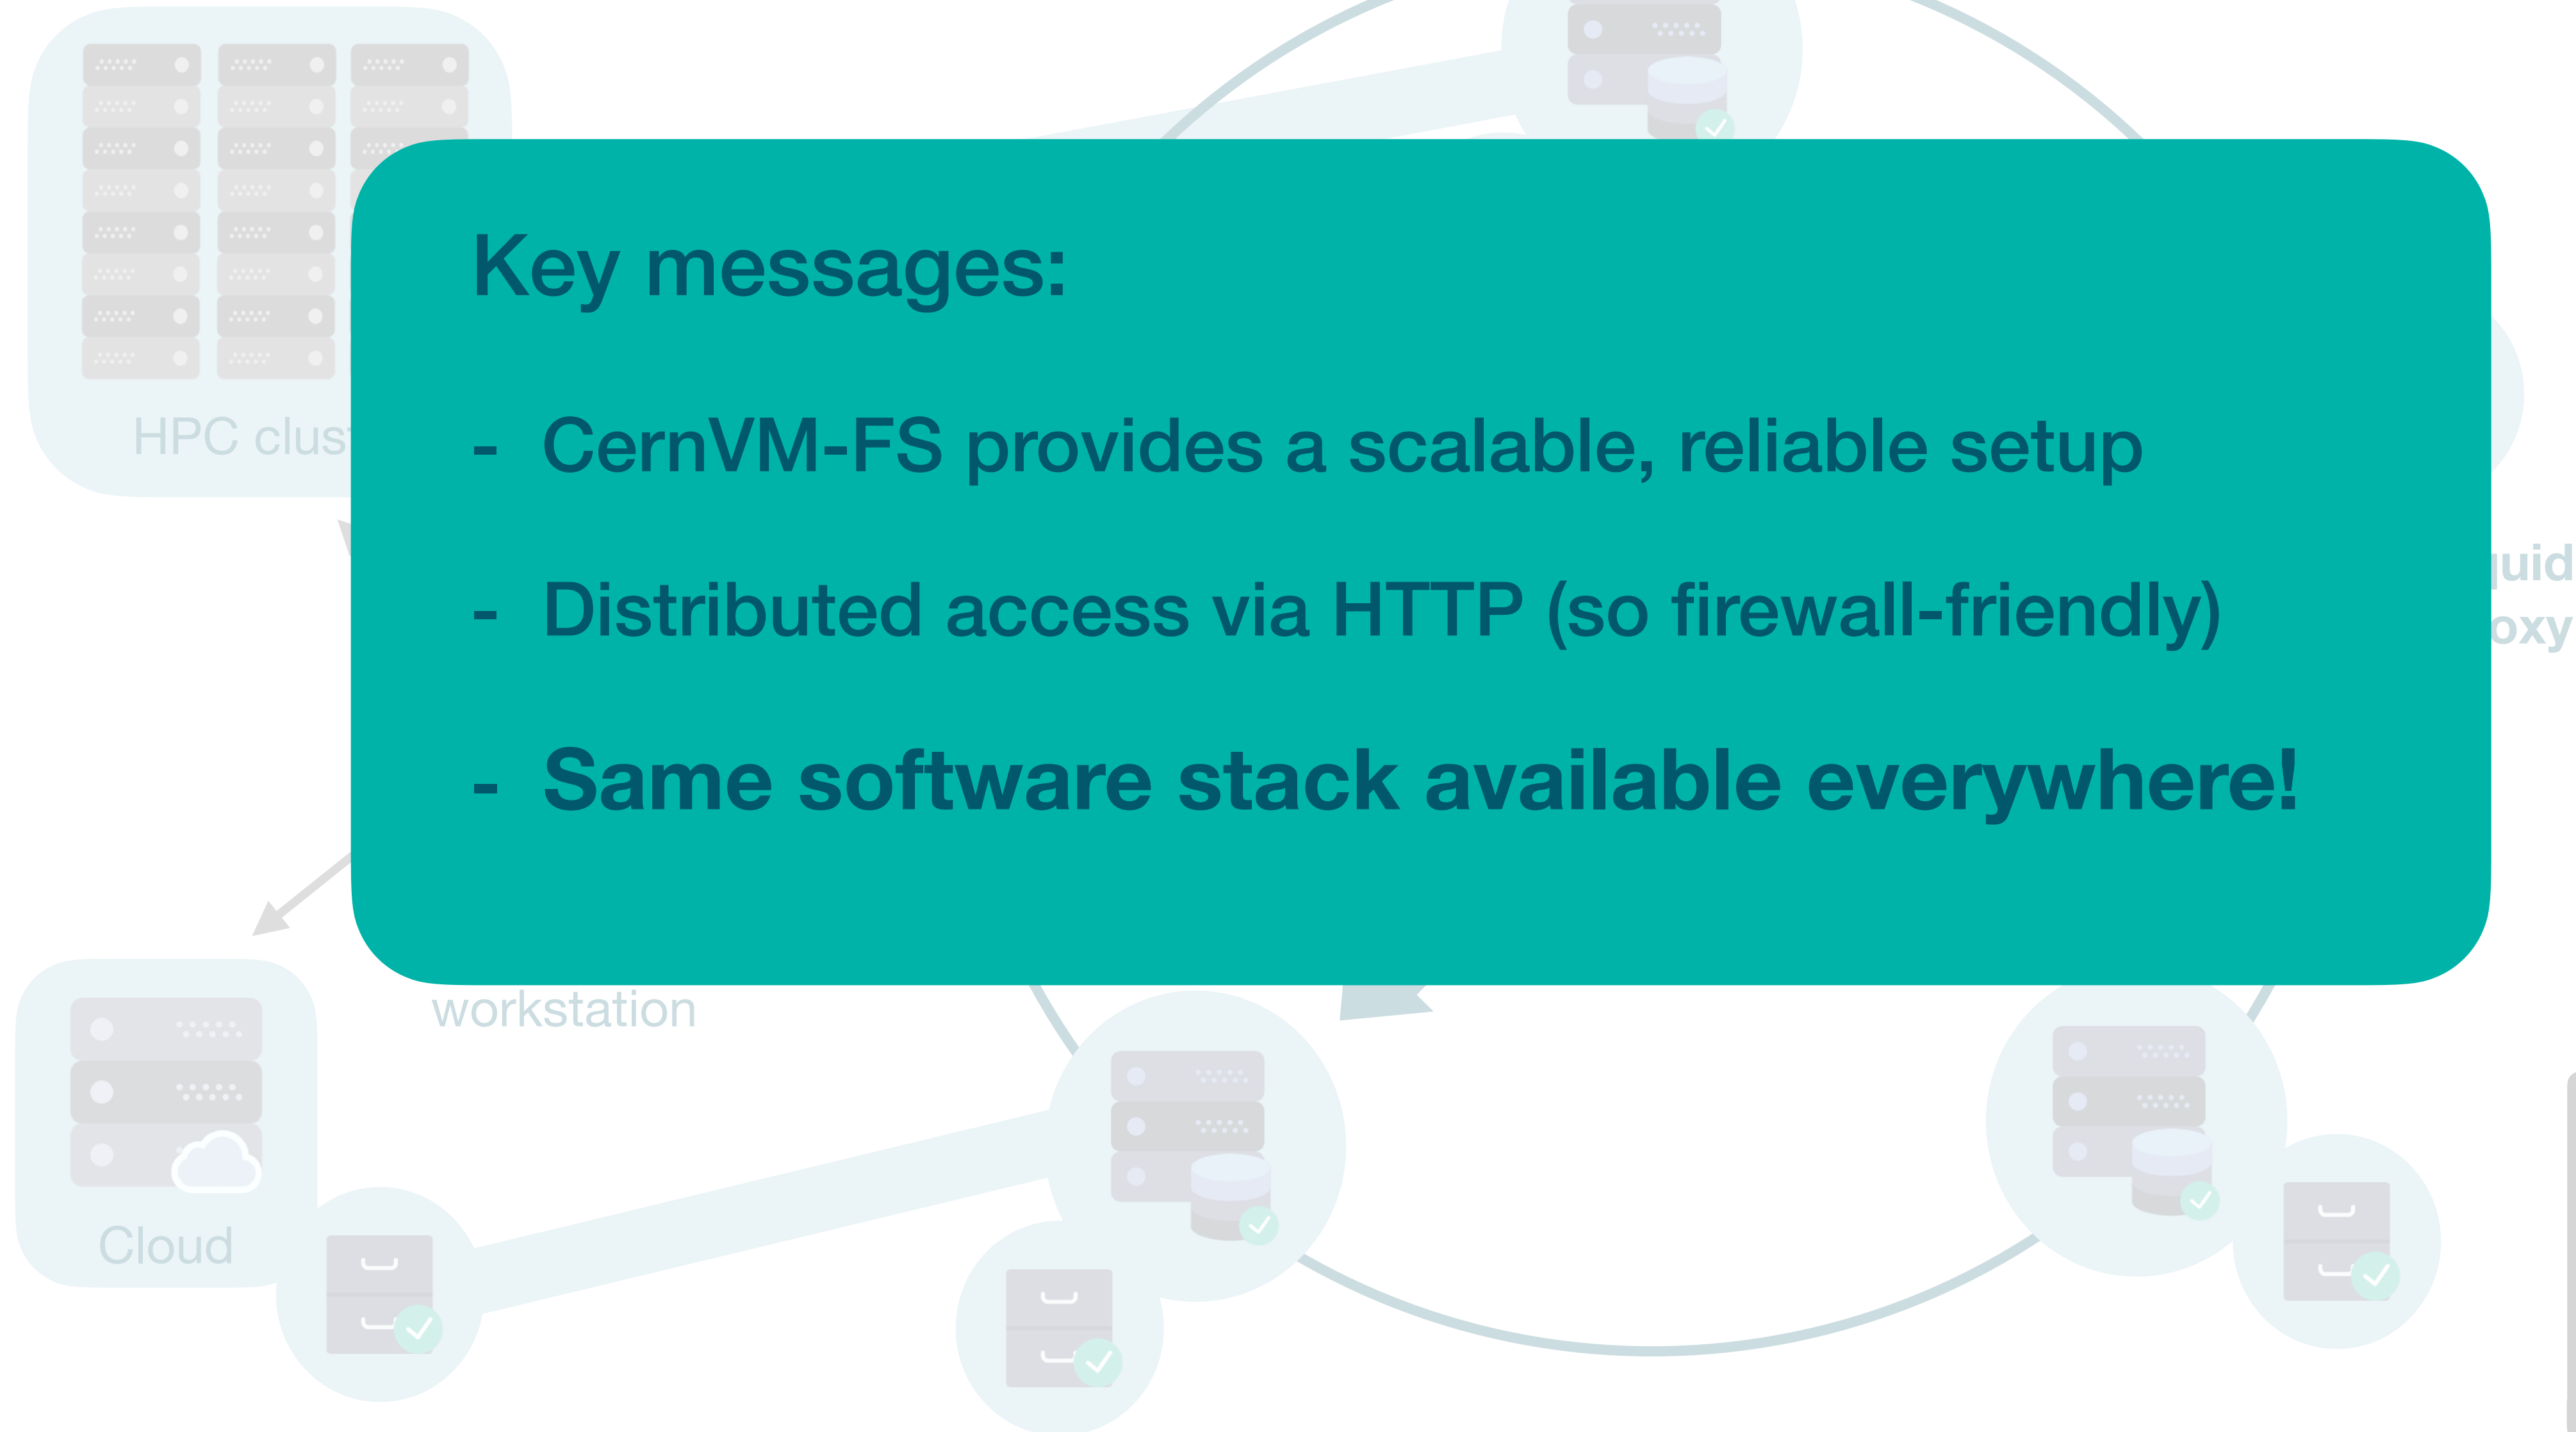 Key messages:
- CernVM-FS provides a scalable, reliable setup
- Distributed access via HTTP (so firewall-friendly)
- Same software stack available everywhere!
HPC
workstation
Cloud